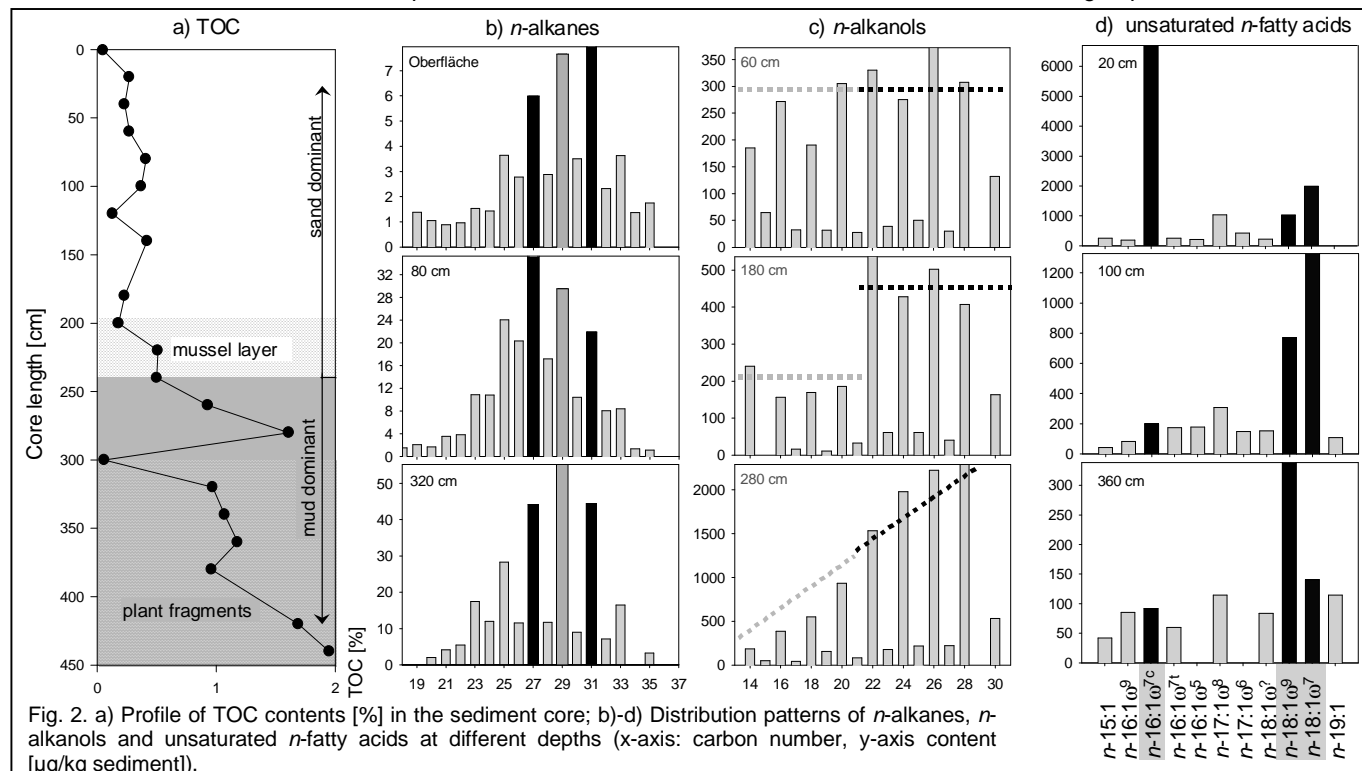 a) TOC
b) n-alkanes
c) n-alkanols
d) unsaturated n-fatty acids
Core length [cm]
0
50
100
150
200
250
300
350
400
450
sand dominant
mussel layer
mud dominant
plant fragments
0 1 2
TOC [%]
Oberfläche
7
6
5
4
3
2
1
0
80 cm
32
28
24
20
16
12
8
4
0
320 cm
50
40
30
20
10
0
19 21 23 25 27 29 31 33 35 37
60 cm
350
300
250
200
150
100
50
0
180 cm
500
400
300
200
100
0
280 cm
2000
1500
1000
500
0
14 16 18 20 22 24 26 28 30
20 cm
6000
5000
4000
3000
2000
1000
0
100 cm
1200
1000
800
600
400
200
0
360 cm
300
250
200
150
100
50
0
n-15:1
n-16:1ω⁹
n-16:1ω⁷ᶜ
n-16:1ω⁷ᵗ
n-16:1ω⁵
n-17:1ω⁸
n-17:1ω⁶
n-18:1ω?
n-18:1ω⁹
n-18:1ω⁷
n-19:1
Fig. 2. a) Profile of TOC contents [%] in the sediment core; b)-d) Distribution patterns of n-alkanes, n-
alkanols and unsaturated n-fatty acids at different depths (x-axis: carbon number, y-axis content
[µg/kg sediment]).